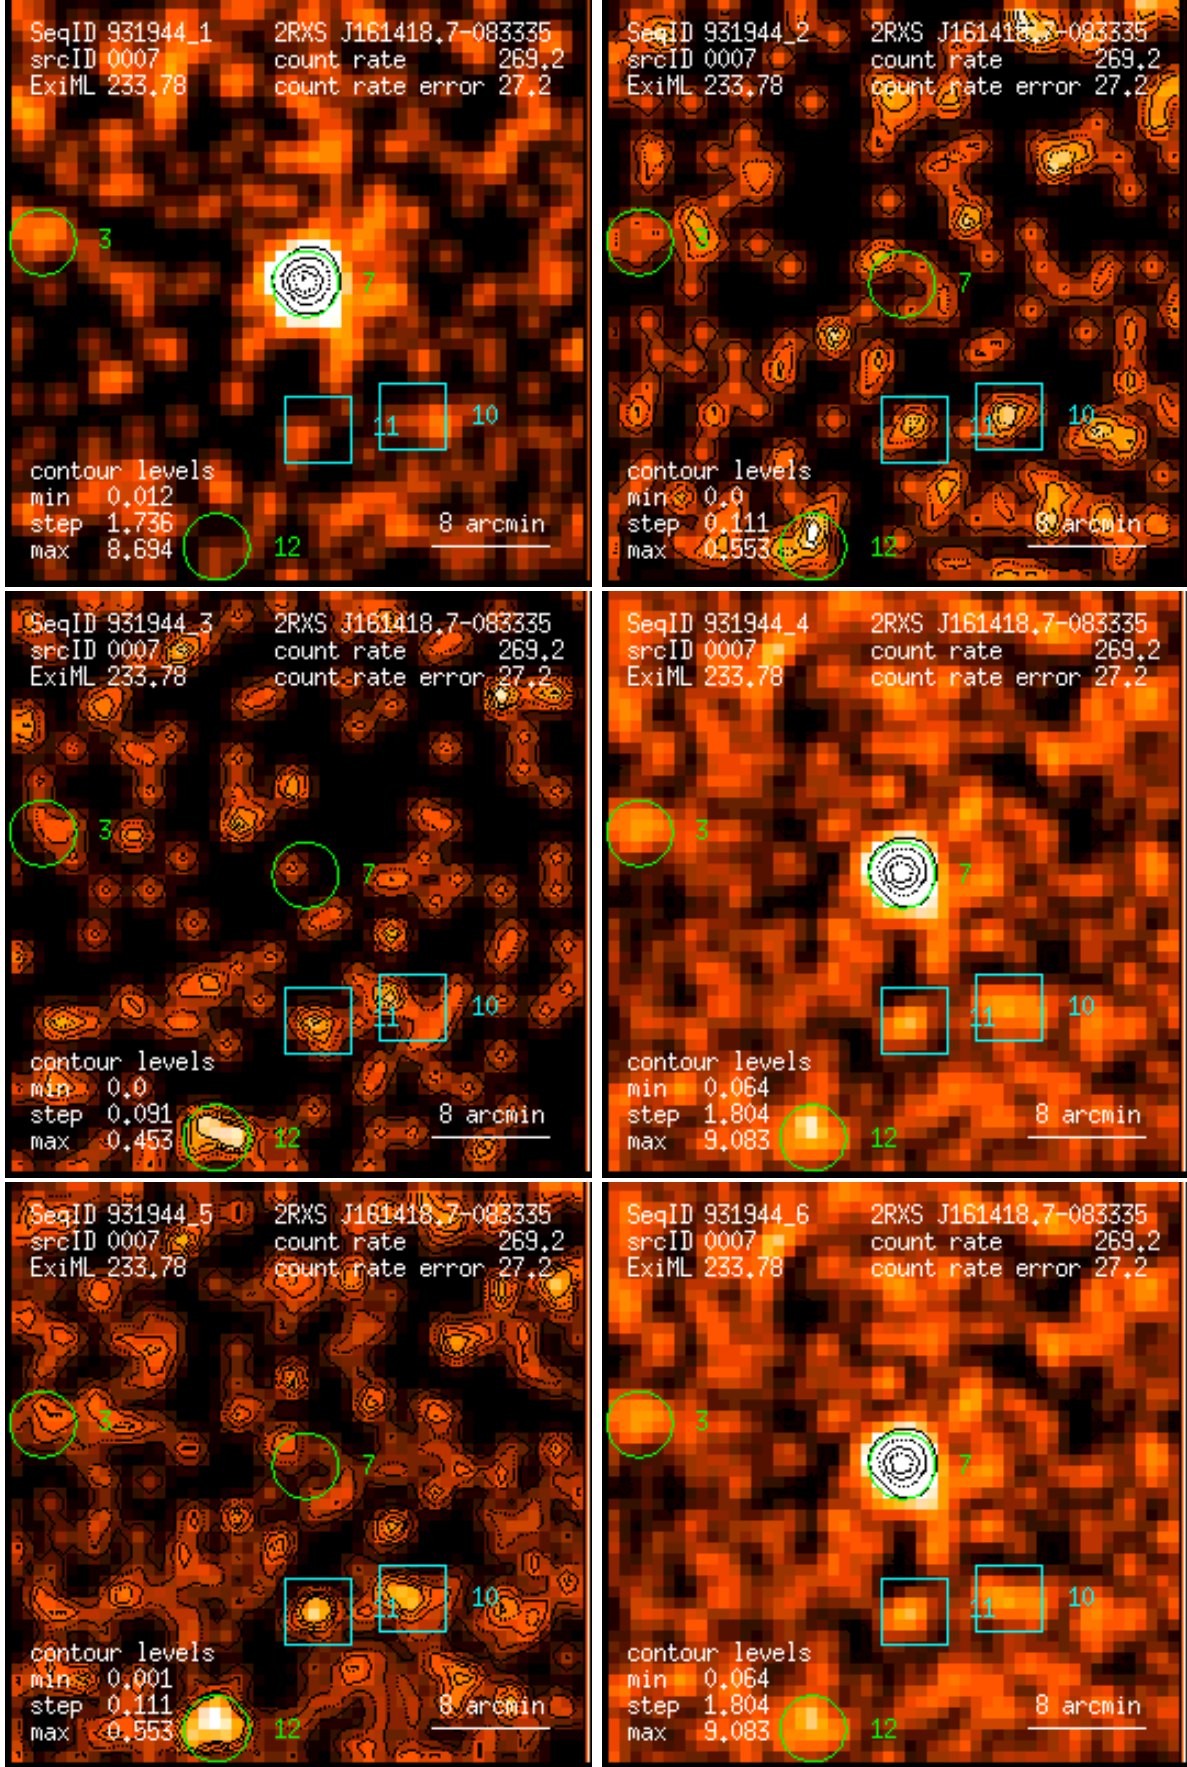 SeqID 931944_1 2RXS J161418.7-083335
srcID 0007 count rate 269.2
ExiML 233.78 count rate error 27.2
3
7
11 10
contour levels
min 0.012
step 1.736 8 arcmin
max 8.694 12
SeqID 931944_2 2RXS J161418.7-083335
srcID 0007 count rate 269.2
ExiML 233.78 count rate error 27.2
3
7
11 10
contour levels
min 0.0
step 0.111 8 arcmin
max 0.553 12
SeqID 931944_3 2RXS J161418.7-083335
srcID 0007 count rate 269.2
ExiML 233.78 count rate error 27.2
3
7
11 10
contour levels
min 0.0
step 0.091 8 arcmin
max 0.453 12
SeqID 931944_4 2RXS J161418.7-083335
srcID 0007 count rate 269.2
ExiML 233.78 count rate error 27.2
3
7
11 10
contour levels
min 0.064
step 1.804 8 arcmin
max 9.083 12
SeqID 931944_5 2RXS J161418.7-083335
srcID 0007 count rate 269.2
ExiML 233.78 count rate error 27.2
3
7
11 10
contour levels
min 0.001
step 0.111 8 arcmin
max 0.553 12
SeqID 931944_6 2RXS J161418.7-083335
srcID 0007 count rate 269.2
ExiML 233.78 count rate error 27.2
3
7
11 10
contour levels
min 0.064
step 1.804 8 arcmin
max 9.083 12